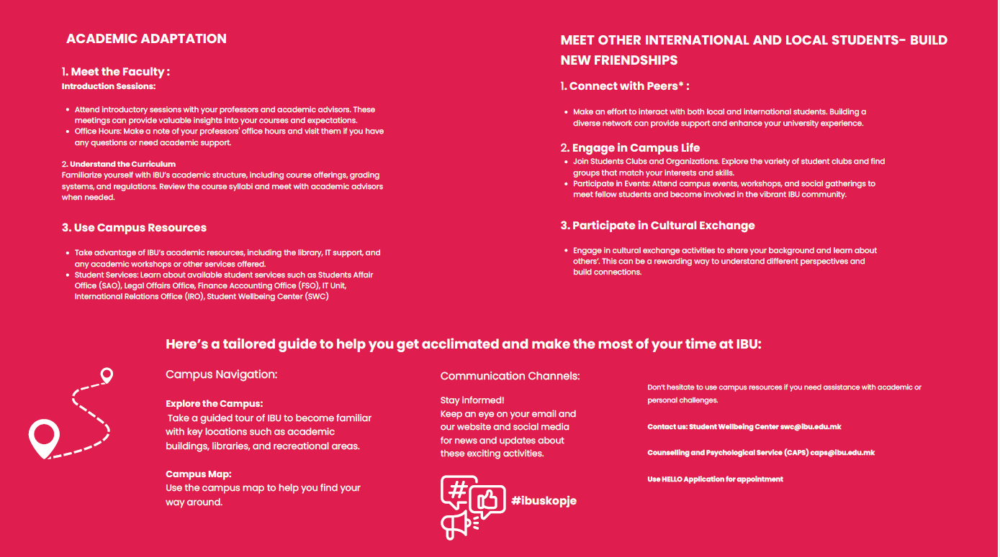 ACADEMIC ADAPTATION
1. Meet the Faculty :
Introduction Sessions:
• Attend introductory sessions with your professors and academic advisors. These
meetings can provide valuable insights into your courses and expectations.
• Office Hours: Make a note of your professors' office hours and visit them if you have
any questions or need academic support.
2. Understand the Curriculum
Familiarize yourself with IBU's academic structure, including course offerings, grading
systems, and regulations. Review the course syllabi and meet with academic advisors
when needed.
3. Use Campus Resources
• Take advantage of IBU's academic resources, including the library, IT support, and
any academic workshops or other services offered.
• Student Services: Learn about available student services such as Students Affair
Office (SAO), Legal Offairs Office, Finance Accounting Office (FSO), IT Unit,
International Relations Office (IRO), Student Wellbeing Center (SWC)
MEET OTHER INTERNATIONAL AND LOCAL STUDENTS- BUILD
NEW FRIENDSHIPS
1. Connect with Peers* :
• Make an effort to interact with both local and international students. Building a
diverse network can provide support and enhance your university experience.
2. Engage in Campus Life
• Join Students Clubs and Organizations. Explore the variety of student clubs and find
groups that match your interests and skills.
• Participate in Events: Attend campus events, workshops, and social gatherings to
meet fellow students and become involved in the vibrant IBU community.
3. Participate in Cultural Exchange
• Engage in cultural exchange activities to share your background and learn about
others'. This can be a rewarding way to understand different perspectives and
build connections.
Here's a tailored guide to help you get acclimated and make the most of your time at IBU:
Campus Navigation:
Explore the Campus:
Take a guided tour of IBU to become familiar
with key locations such as academic
buildings, libraries, and recreational areas.
Campus Map:
Use the campus map to help you find your
way around.
Communication Channels:
Stay informed!
Keep an eye on your email and
our website and social media
for news and updates about
these exciting activities.
#
#ibuskopje
Don't hesitate to use campus resources if you need assistance with academic or
personal challenges.
Contact us: Student Wellbeing Center swc@ibu.edu.mk
Counselling and Psychological Service (CAPS) caps@ibu.edu.mk
Use HELLO Application for appointment